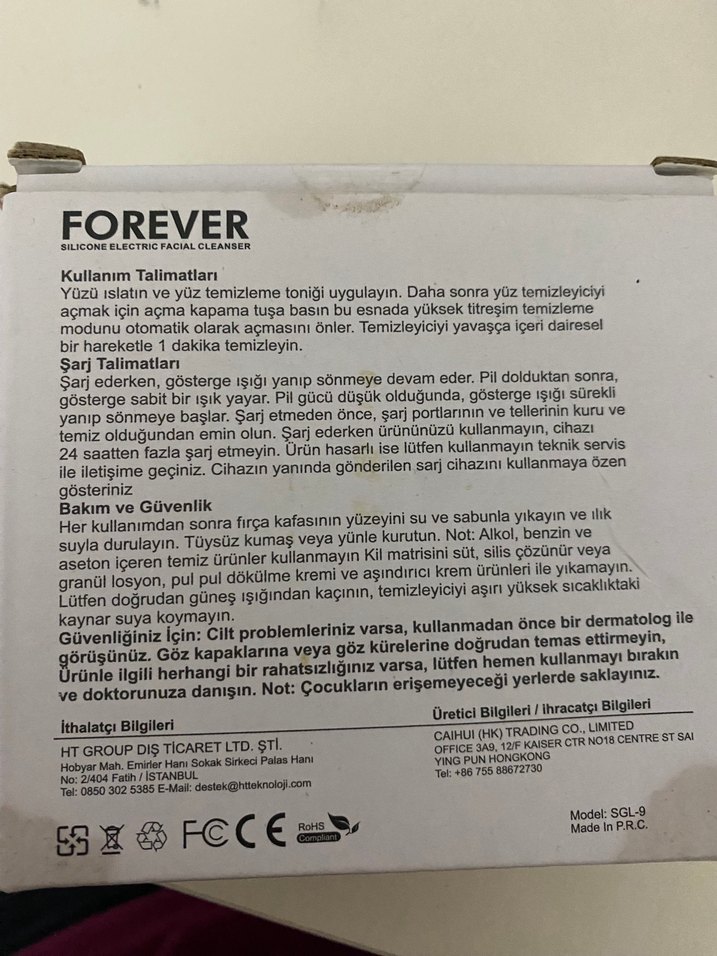 FOREVER
SILICONE ELECTRIC FACIAL CLEANSER
Kullanım Talimatları
Yüzü ıslatin ve yüz temizleme toniği uygulayın. Daha sonra yüz temizleyiciyi
açmak için açma kapama tuşa basın bu esnada yüksek titreşim temizleme
modunu otomatik olarak açmasını önler. Temizleyiciyi yavaşça içeri dairesel
bir hareketle 1 dakika temizleyin.
Şarj Talimatları
Şarj ederken, gösterge ışığı yanıp sönmeye devam eder. Pil dolduktan sonra,
gösterge sabit bir ışık yayar. Pil gücü düşük olduğunda, gösterge ışığı sürekli
yanıp sönmeye başlar. Şarj etmeden önce, şarj portlarının ve tellerinin kuru ve
temiz olduğundan emin olun. Şarj ederken ürününüzü kullanmayın, cihazı
24 saatten fazla şarj etmeyin. Ürün hasarlı ise lütfen kullanmayın teknik servis
ile iletişime geçiniz. Cihazın yanında gönderilen sarj cihazını kullanmaya özen
gösteriniz
Bakım ve Güvenlik
Her kullanımdan sonra fırça kafasının yüzeyini su ve sabunla yıkayın ve ılık
suyla durulayın. Tüysüz kumaş veya yünle kurutun. Not: Alkol, benzin ve
aseton içeren temiz ürünler kullanmayın Kil matrisini süt, silis çözünür veya
granül losyon, pul pul dökülme kremi ve aşındırıcı krem ürünleri ile yıkamayın.
Lütfen doğrudan güneş ışığından kaçının, temizleyiciyi aşırı yüksek sıcaklıktaki
kaynar suya koymayın.
Güvenliğiniz İçin: Cilt problemleriniz varsa, kullanmadan önce bir dermatolog ile
görüşünüz. Göz kapaklarına veya göz kürelerine doğrudan temas ettirmeyin,
Ürünle ilgili herhangi bir rahatsızlığınız varsa, lütfen hemen kullanmayı bırakın
ve doktorunuza danışın. Not: Çocukların erişemeyeceği yerlerde saklayınız.
İthalatçı Bilgileri
HT GROUP DIŞ TİCARET LTD. ŞTİ.
Hobyar Mah. Emirler Hanı Sokak Sirkeci Palas Hanı
No: 2/404 Fatih / İSTANBUL
Tel: 0850 302 5385 E-Mail: destek@htteknoloji.com
Üretici Bilgileri / ihracatçı Bilgileri
CAIHUI (HK) TRADING CO., LIMITED
OFFICE 3A9, 12/F KAISER CTR NO18 CENTRE ST SAI
YING PUN HONGKONG
Tel: +86 755 88672730
FC CE RoHS
Compliant
Model: SGL-9
Made In P.R.C.